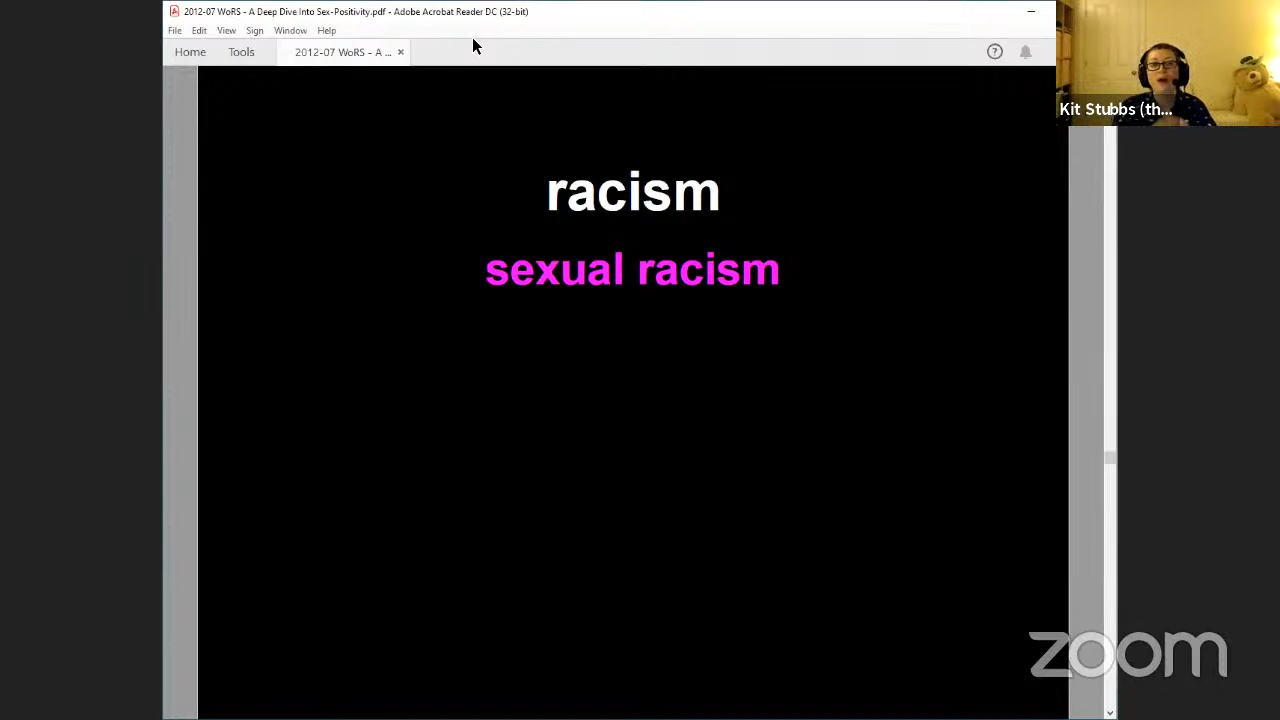 2012-07 WoRS - A Deep Dive Into Sex-Positivity.pdf - Adobe Acrobat Reader DC (32-bit)
File Edit View Sign Window Help
Home Tools 2012-07 WoRS - A ... ×
Kit Stubbs (th...
racism
sexual racism
zoom